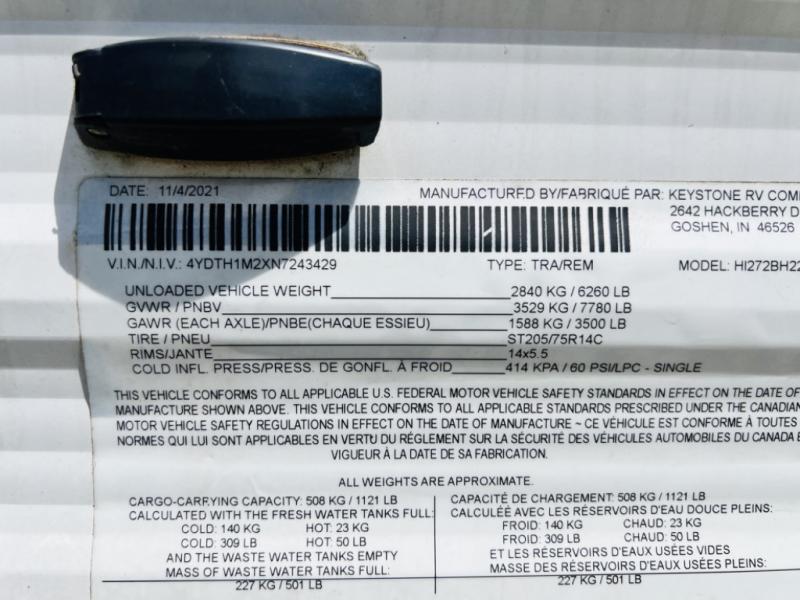 DATE: 11/4/2021 MANUFACTURED BY/FABRIQUÉ PAR: KEYSTONE RV COMP
2642 HACKBERRY D
GOSHEN, IN 46526
V.I.N./N.I.V.: 4YDTH1M2XN7243429 TYPE: TRA/REM MODEL: HI272BH22
UNLOADED VEHICLE WEIGHT 2840 KG / 6260 LB
GVWR / PNBV 3529 KG / 7780 LB
GAWR (EACH AXLE)/PNBE(CHAQUE ESSIEU) 1588 KG / 3500 LB
TIRE / PNEU ST205/75R14C
RIMS/JANTE 14x5.5
COLD INFL. PRESS/PRESS. DE GONFL. À FROID 414 KPA / 60 PSI/LPC - SINGLE
THIS VEHICLE CONFORMS TO ALL APPLICABLE U.S. FEDERAL MOTOR VEHICLE SAFETY STANDARDS IN EFFECT ON THE DATE OF
MANUFACTURE SHOWN ABOVE. THIS VEHICLE CONFORMS TO ALL APPLICABLE STANDARDS PRESCRIBED UNDER THE CANADIAN
MOTOR VEHICLE SAFETY REGULATIONS IN EFFECT ON THE DATE OF MANUFACTURE ~ CE VÉHICULE EST CONFORME À TOUTES
NORMES QUI LUI SONT APPLICABLES EN VERTU DU RÉGLEMENT SUR LA SÉCURITÉ DES VÉHICULES AUTOMOBILES DU CANADA E
VIGUEUR À LA DATE DE SA FABRICATION.
ALL WEIGHTS ARE APPROXIMATE.
CARGO-CARRYING CAPACITY: 508 KG / 1121 LB
CALCULATED WITH THE FRESH WATER TANKS FULL:
COLD: 140 KG HOT: 23 KG
COLD: 309 LB HOT: 50 LB
AND THE WASTE WATER TANKS EMPTY
MASS OF WASTE WATER TANKS FULL:
227 KG / 501 LB
CAPACITÉ DE CHARGEMENT: 508 KG / 1121 LB
CALCULÉE AVEC LES RÉSERVOIRS D'EAU DOUCE PLEINS:
FROID: 140 KG CHAUD: 23 KG
FROID: 309 LB CHAUD: 50 LB
ET LES RÉSERVOIRS D'EAUX USÉES VIDES
MASSE DES RÉSERVOIRS D'EAUX USÉES PLEINS:
227 KG / 501 LB